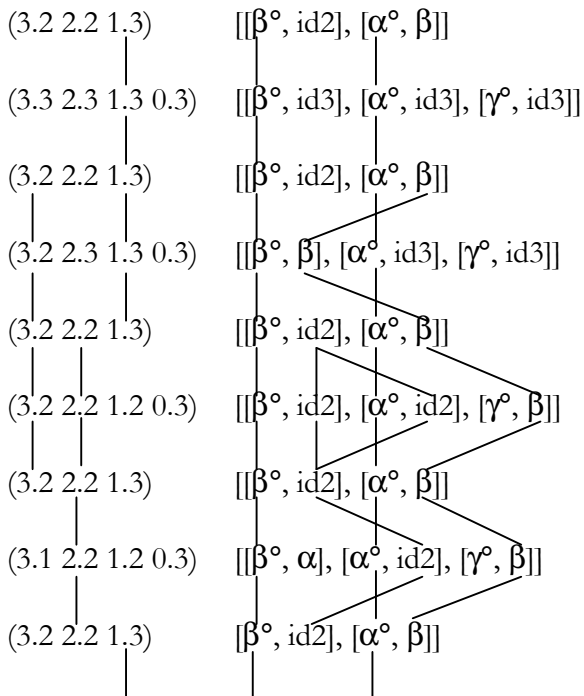 (3.2 2.2 1.3) [[β°, id2], [α°, β]]
(3.3 2.3 1.3 0.3) [[β°, id3], [α°, id3], [γ°, id3]]
(3.2 2.2 1.3) [[β°, id2], [α°, β]]
(3.2 2.3 1.3 0.3) [[β°, β], [α°, id3], [γ°, id3]]
(3.2 2.2 1.3) [[β°, id2], [α°, β]]
(3.2 2.2 1.2 0.3) [[β°, id2], [α°, id2], [γ°, β]]
(3.2 2.2 1.3) [[β°, id2], [α°, β]]
(3.1 2.2 1.2 0.3) [[β°, α], [α°, id2], [γ°, β]]
(3.2 2.2 1.3) [β°, id2], [α°, β]]